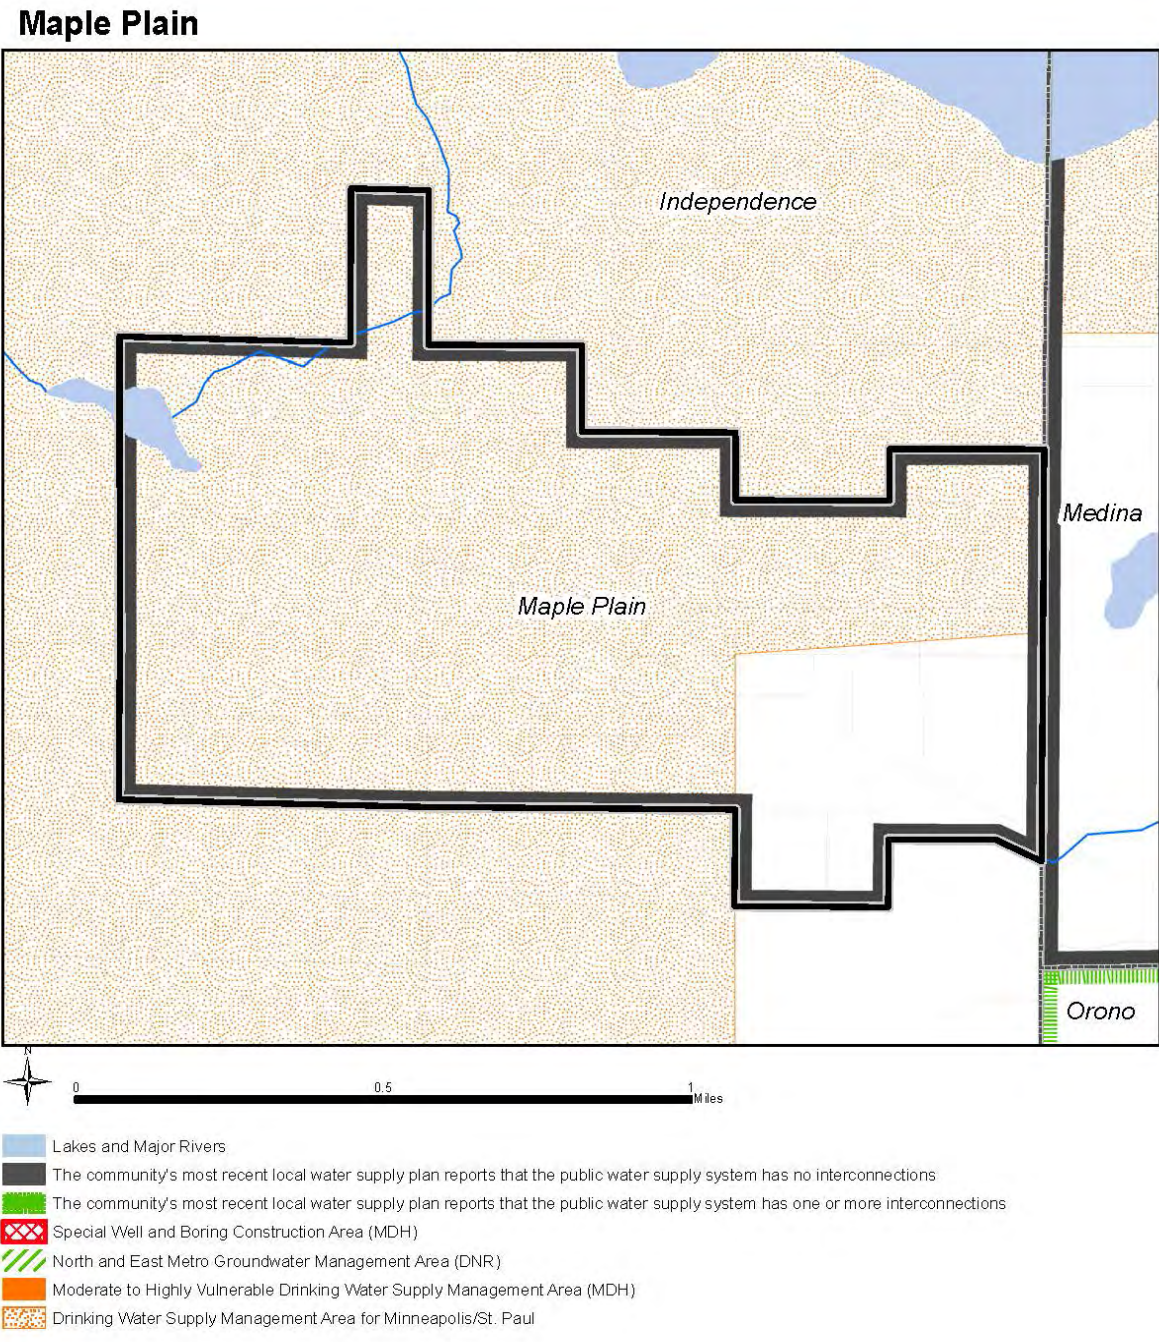 Maple Plain
Independence
Medina
Maple Plain
Orono
N
0 0.5 1
Miles
Lakes and Major Rivers
The community's most recent local water supply plan reports that the public water supply system has no interconnections
The community's most recent local water supply plan reports that the public water supply system has one or more interconnections
Special Well and Boring Construction Area (MDH)
North and East Metro Groundwater Management Area (DNR)
Moderate to Highly Vulnerable Drinking Water Supply Management Area (MDH)
Drinking Water Supply Management Area for Minneapolis/St. Paul